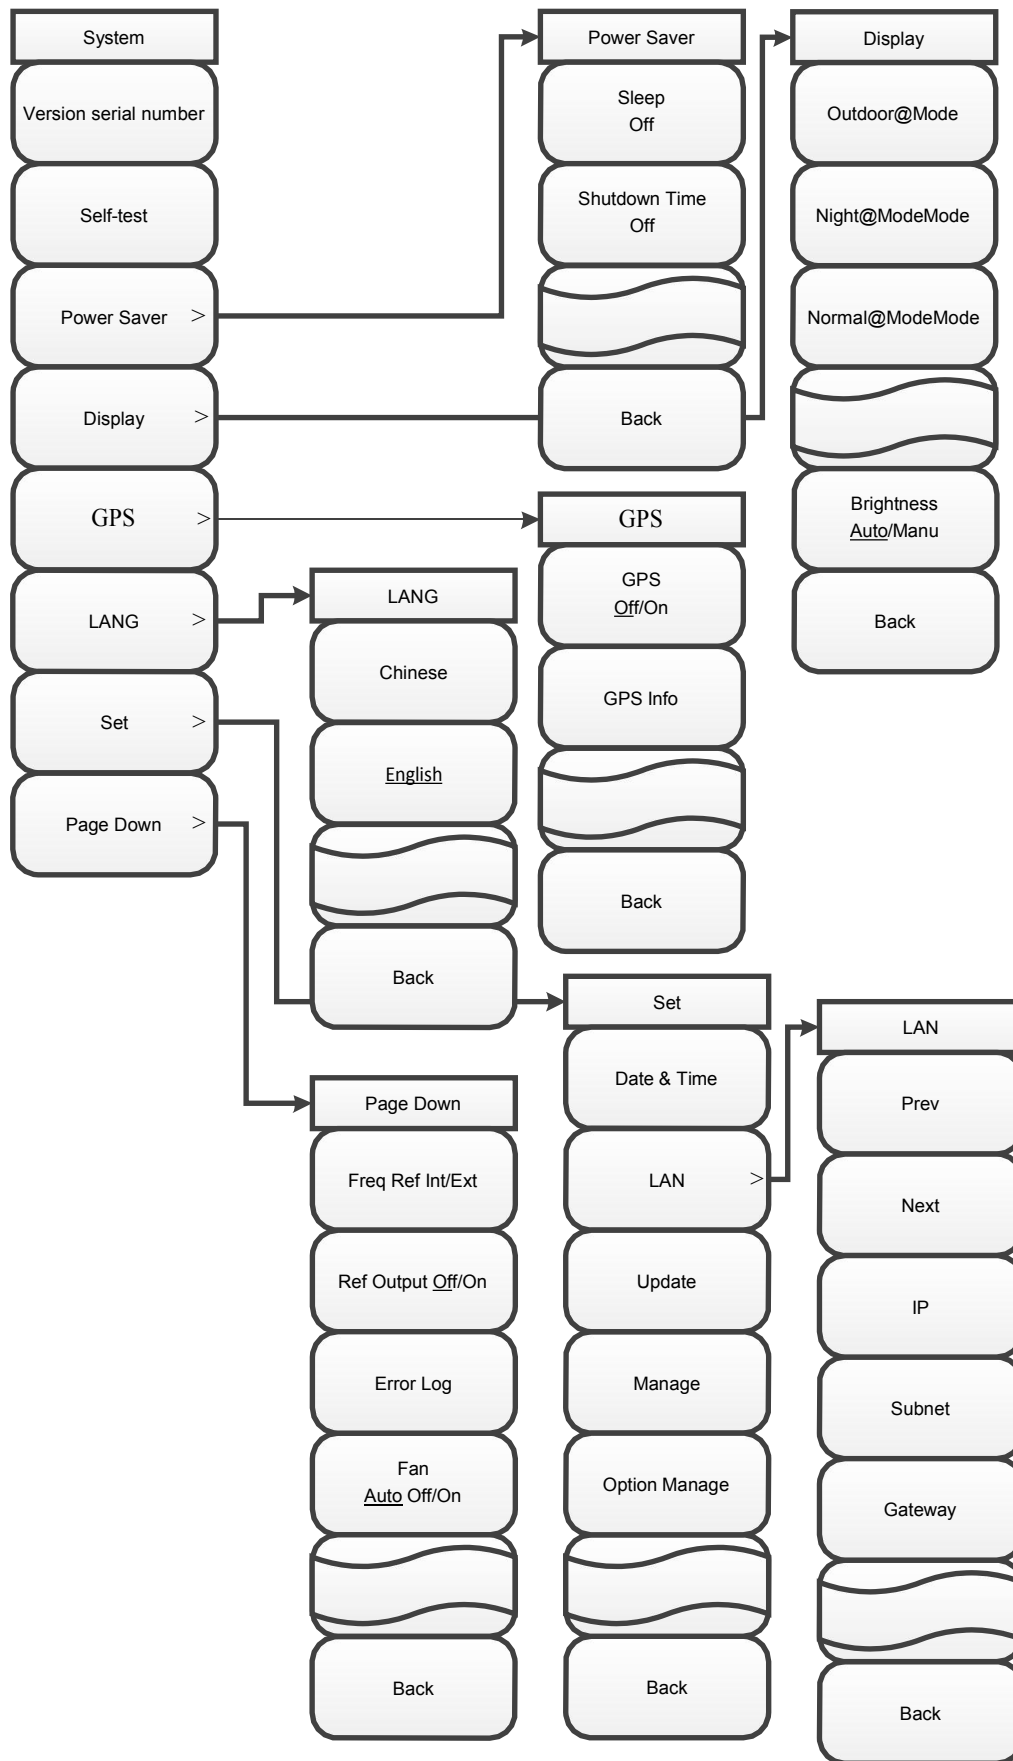 System
Version serial number
Self-test
Power Saver >
Display >
GPS >
LANG >
Set >
Page Down >
Power Saver
Sleep
Off
Shutdown Time
Off
Back
Display
Outdoor@Mode
Night@ModeMode
Normal@ModeMode
Brightness
Auto/Manu
Back
GPS
GPS
Off/On
GPS Info
Back
LANG
Chinese
English
Back
Set
Date & Time
LAN >
Update
Manage
Option Manage
Back
LAN
Prev
Next
IP
Subnet
Gateway
Back
Page Down
Freq Ref Int/Ext
Ref Output Off/On
Error Log
Fan
Auto Off/On
Back